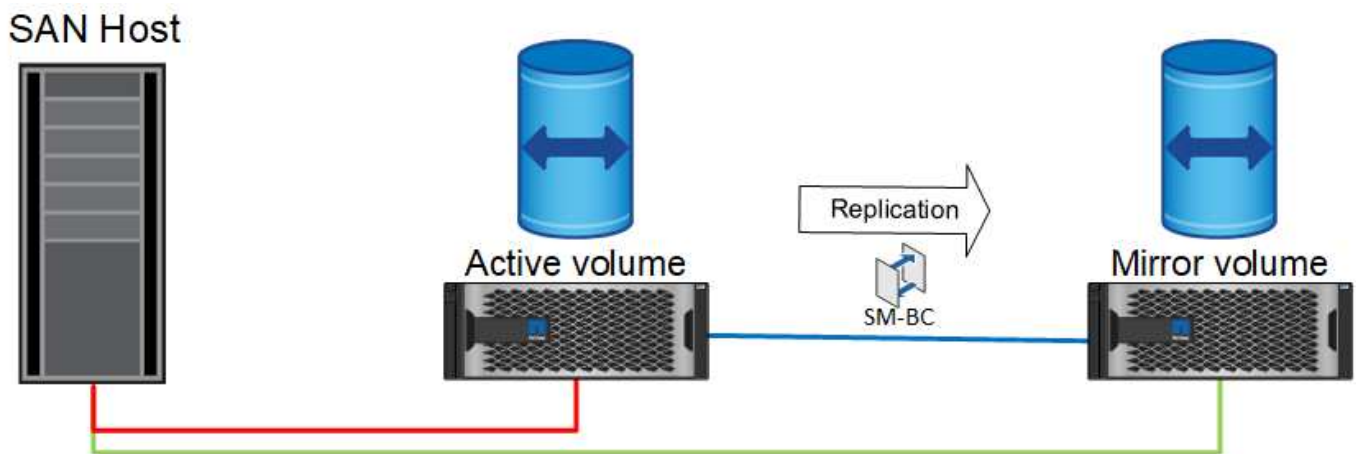 SAN Host
Replication
Active volume
Mirror volume
SM-BC